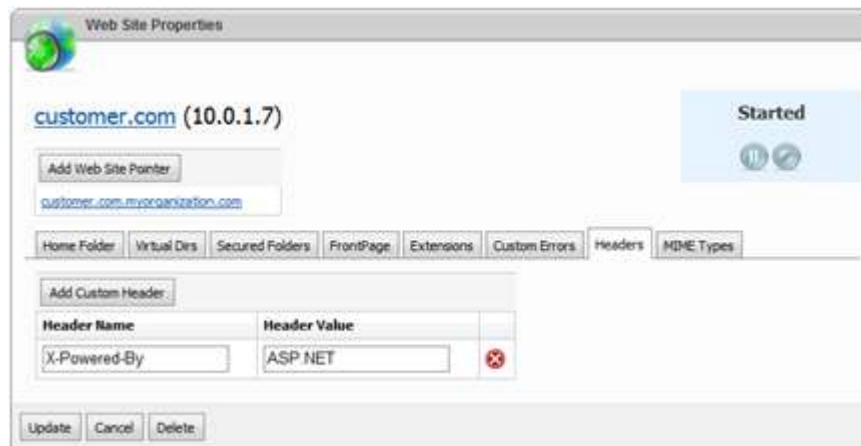 Web Site Properties
customer.com (10.0.1.7)
Started
Add Web Site Pointer
customer.com.myorganization.com
Home Folder Virtual Dirs Secured Folders FrontPage Extensions Custom Errors Headers MIME Types
Add Custom Header
Header Name Header Value
X-Powered-By ASP.NET
Update Cancel Delete